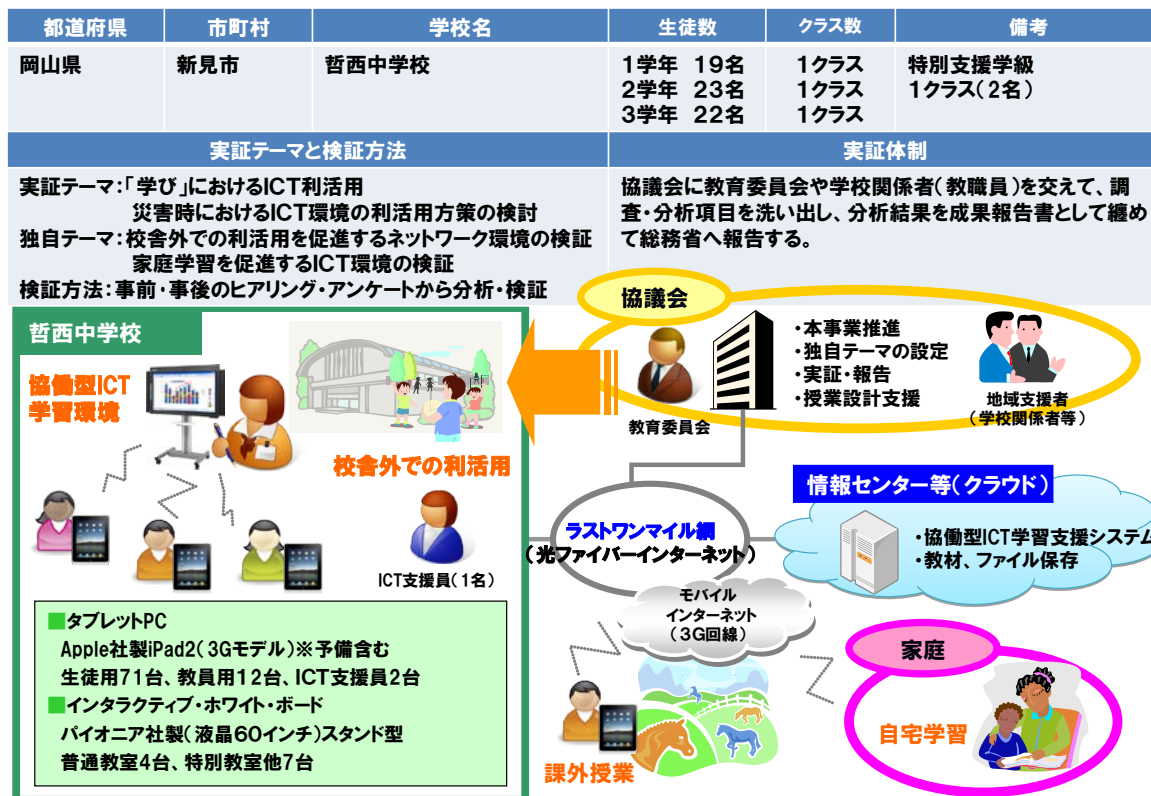 都道府県 市町村 学校名 生徒数 クラス数 備考
岡山県 新見市 哲西中学校 1学年 19名 1クラス 特別支援学級
2学年 23名 1クラス 1クラス(2名)
3学年 22名 1クラス
実証テーマと検証方法 実証体制
実証テーマ:「学び」におけるICT利活用
災害時におけるICT環境の利活用方策の検討
独自テーマ:校舎外での利活用を促進するネットワーク環境の検証
家庭学習を促進するICT環境の検証
検証方法:事前・事後のヒアリング・アンケートから分析・検証
協議会に教育委員会や学校関係者(教職員)を交えて、調
査・分析項目を洗い出し、分析結果を成果報告書として纏め
て総務省へ報告する。
協議会
・本事業推進
・独自テーマの設定
・実証・報告
・授業設計支援
教育委員会
地域支援者
(学校関係者等)
哲西中学校
協働型ICT
学習環境
校舎外での利活用
ICT支援員(1名)
■タブレットPC
Apple社製iPad2(3Gモデル)※予備含む
生徒用71台、教員用12台、ICT支援員2台
■インタラクティブ・ホワイト・ボード
パイオニア社製(液晶60インチ)スタンド型
普通教室4台、特別教室他7台
ラストワンマイル網
(光ファイバーインターネット)
情報センター等(クラウド)
・協働型ICT学習支援システム
・教材、ファイル保存
モバイル
インターネット
(3G回線)
課外授業
家庭
自宅学習